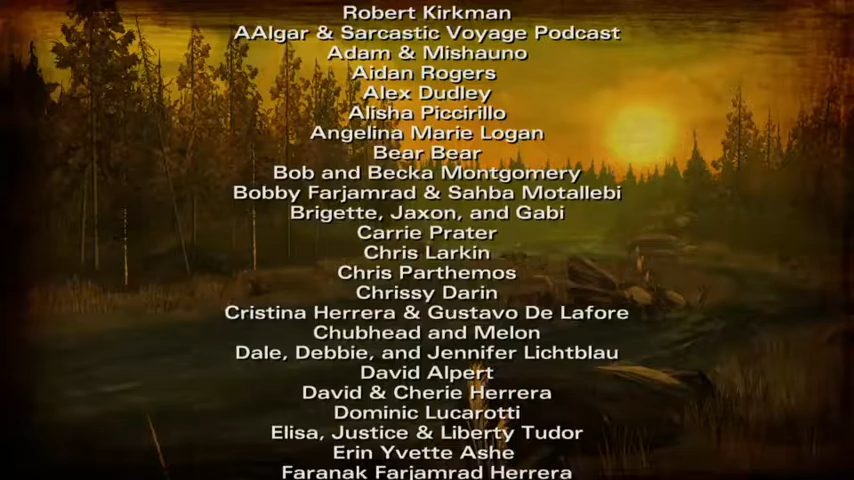 Robert Kirkman
AAlgar & Sarcastic Voyage Podcast
Adam & Mishauno
Aidan Rogers
Alex Dudley
Alisha Piccirillo
Angelina Marie Logan
Bear Bear
Bob and Becka Montgomery
Bobby Farjamrad & Sahba Motallebi
Brigette, Jaxon, and Gabi
Carrie Prater
Chris Larkin
Chris Parthemos
Chrissy Darin
Cristina Herrera & Gustavo De Lafore
Chubhead and Melon
Dale, Debbie, and Jennifer Lichtblau
David Alpert
David & Cherie Herrera
Dominic Lucarotti
Elisa, Justice & Liberty Tudor
Erin Yvette Ashe
Faranak Farjamrad Herrera